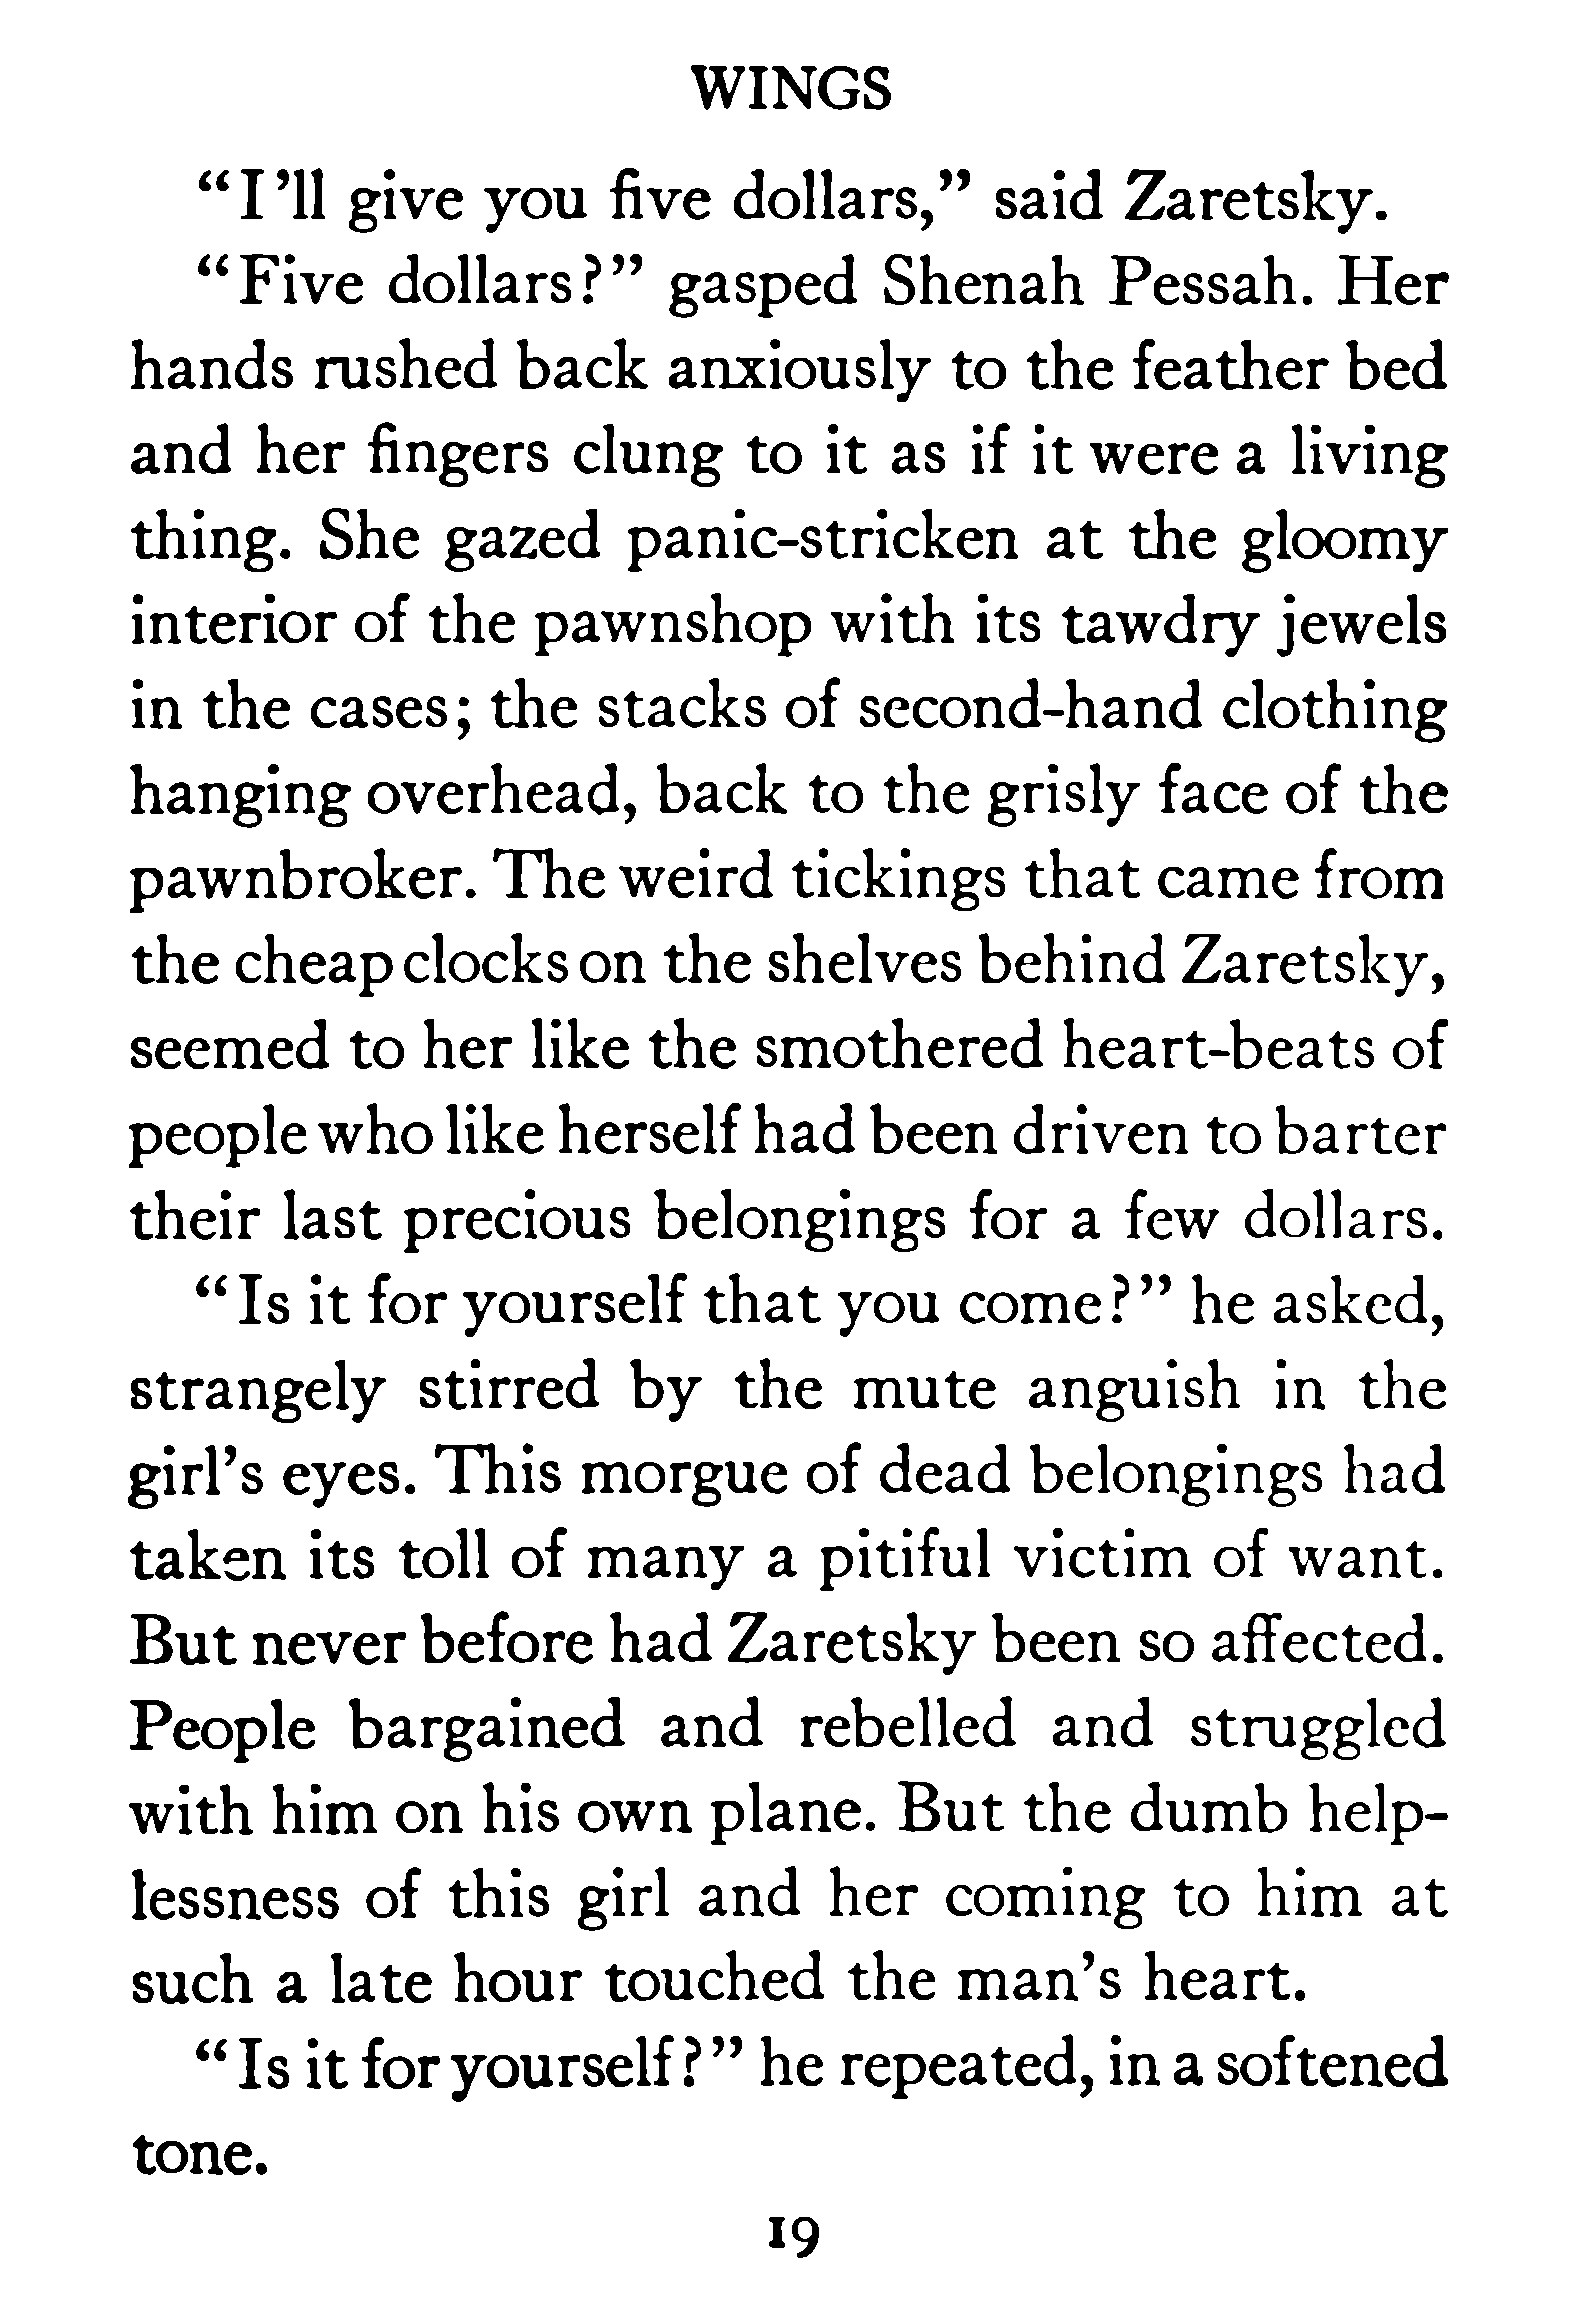 WINGS
“I’ll give you five dollars,” said Zaretsky.
“Five dollars?” gasped Shenah Pessah. Her
hands rushed back anxiously to the feather bed
and her fingers clung to it as if it were a living
thing. She gazed panic-stricken at the gloomy
interior of the pawnshop with its tawdry jewels
in the cases; the stacks of second-hand clothing
hanging overhead, back to the grisly face of the
pawnbroker. The weird tickings that came from
the cheap clocks on the shelves behind Zaretsky,
seemed to her like the smothered heart-beats of
people who like herself had been driven to barter
their last precious belongings for a few dollars.
“Is it for yourself that you come?” he asked,
strangely stirred by the mute anguish in the
girl’s eyes. This morgue of dead belongings had
taken its toll of many a pitiful victim of want.
But never before had Zaretsky been so affected.
People bargained and rebelled and struggled
with him on his own plane. But the dumb help-
lessness of this girl and her coming to him at
such a late hour touched the man’s heart.
“Is it for yourself?” he repeated, in a softened
tone.
19